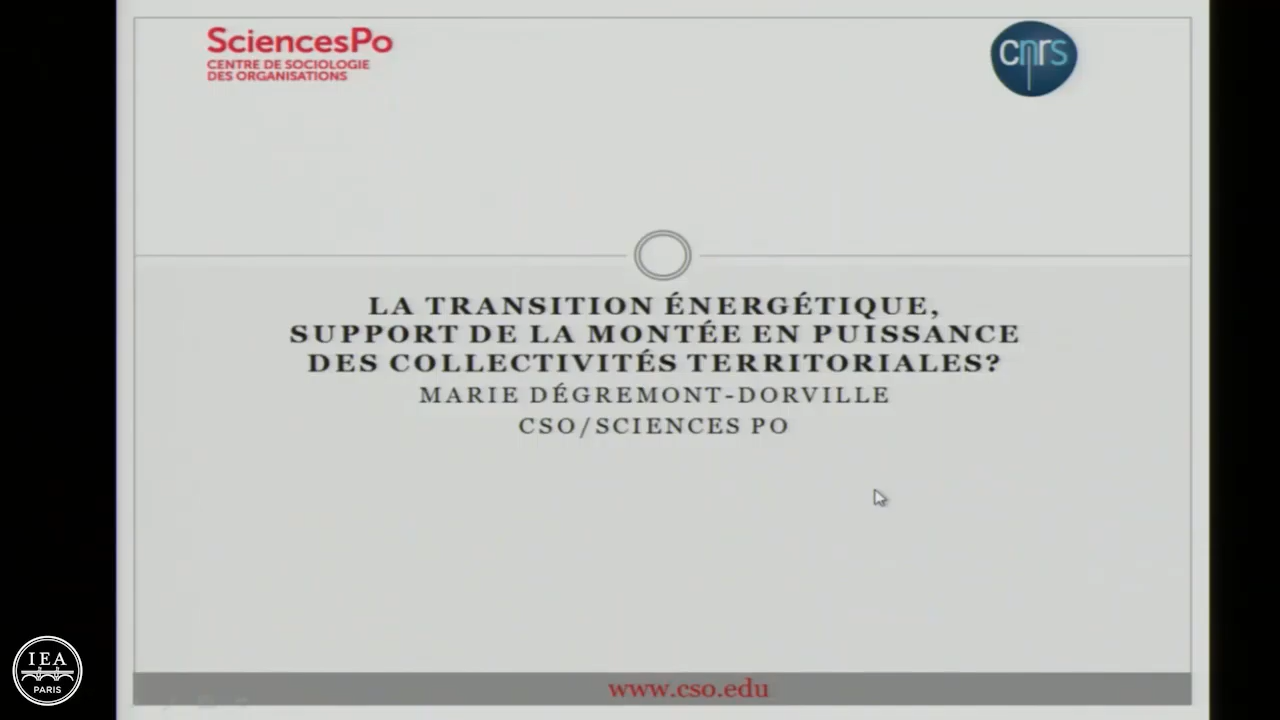 SciencesPo
CENTRE DE SOCIOLOGIE
DES ORGANISATIONS
cnrs
LA TRANSITION ÉNERGÉTIQUE,
SUPPORT DE LA MONTÉE EN PUISSANCE
DES COLLECTIVITÉS TERRITORIALES?
MARIE DÉGREMONT-DORVILLE
CSO/SCIENCES PO
IEA
PARIS
www.cso.edu